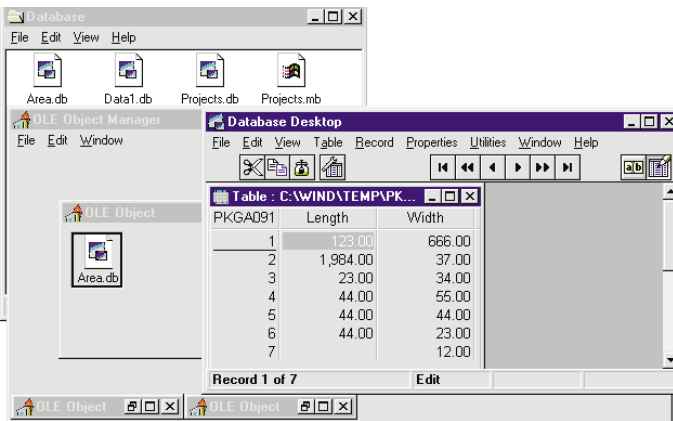 Database
File Edit View Help
Area.db Data1.db Projects.db Projects.mb
OLE Object Manager
File Edit Window
OLE Object
Area.db
Database Desktop
File Edit View Table Record Properties Utilities Window Help
ab
Table : C:\WIND\TEMP\PK...
PKGA091 Length Width
1 123.00 666.00
2 1,984.00 37.00
3 23.00 34.00
4 44.00 55.00
5 44.00 44.00
6 44.00 23.00
7 12.00
Record 1 of 7 Edit
OLE Object OLE Object